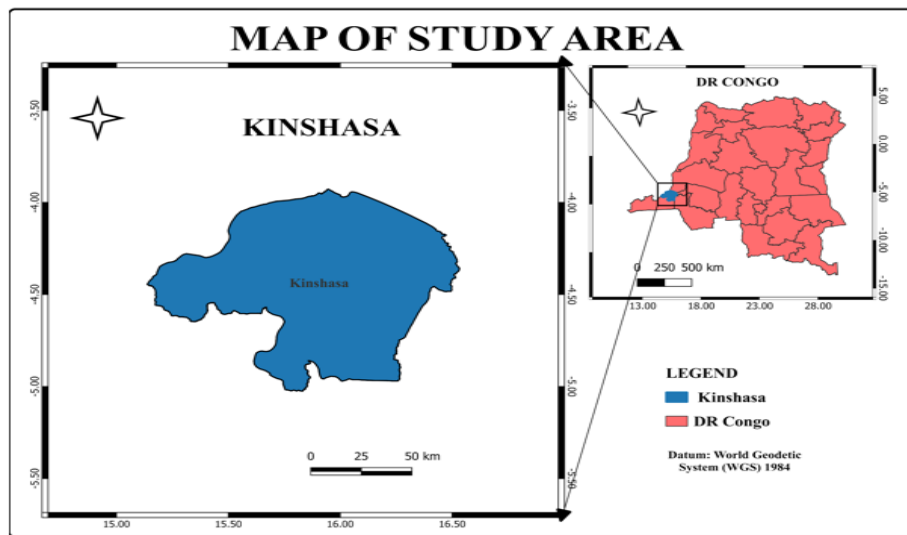 MAP OF STUDY AREA
KINSHASA
Kinshasa
-3.50
-4.00
-4.50
-5.00
-5.50
-3.50
-4.00
-4.50
-5.00
-5.50
0 25 50 km
15.00 15.50 16.00 16.50
DR CONGO
5.00
0.00
-5.00
-10.00
-15.00
0 250 500 km
13.00 18.00 23.00 28.00
LEGEND
Kinshasa
DR Congo
Datum: World Geodetic
System (WGS) 1984